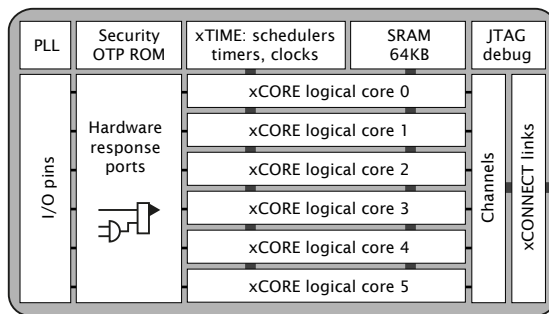 PLL
Security
OTP ROM
xTIME: schedulers
timers, clocks
SRAM
64KB
JTAG
debug
I/O pins
Hardware
response
ports
xCORE logical core 0
xCORE logical core 1
xCORE logical core 2
xCORE logical core 3
xCORE logical core 4
xCORE logical core 5
Channels
xCONNECT links